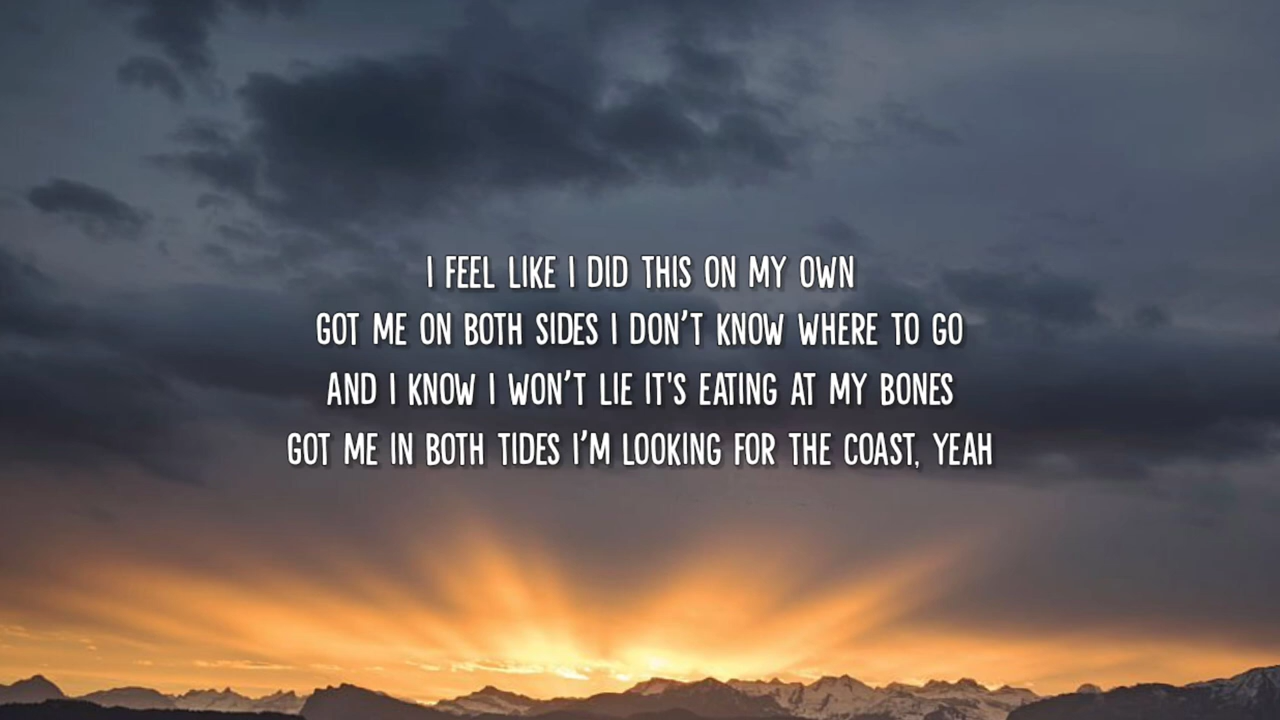 I FEEL LIKE I DID THIS ON MY OWN
GOT ME ON BOTH SIDES I DON’T KNOW WHERE TO GO
AND I KNOW I WON’T LIE IT'S EATING AT MY BONES
GOT ME IN BOTH TIDES I’M LOOKING FOR THE COAST, YEAH